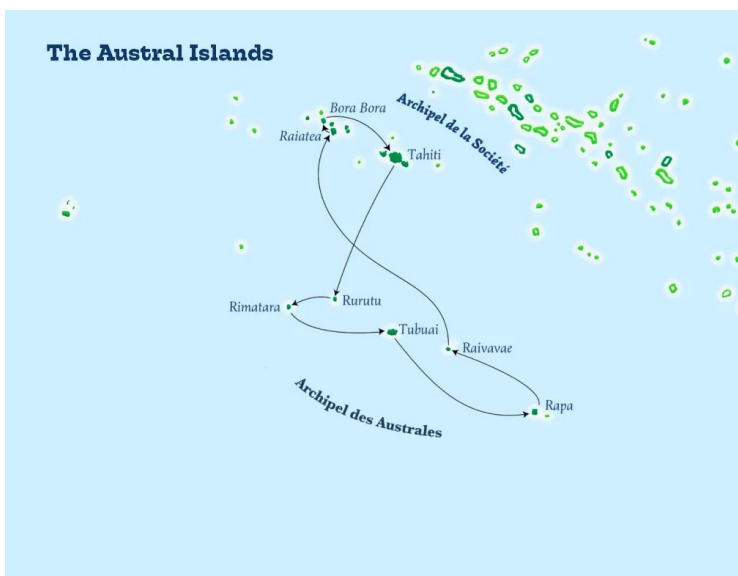 The Austral Islands
Bora Bora
Archipel de la Société
Raiatea
Tahiti
Rurutu
Rimatara
Tubuai
Raivavae
Archipel des Australes
Rapa